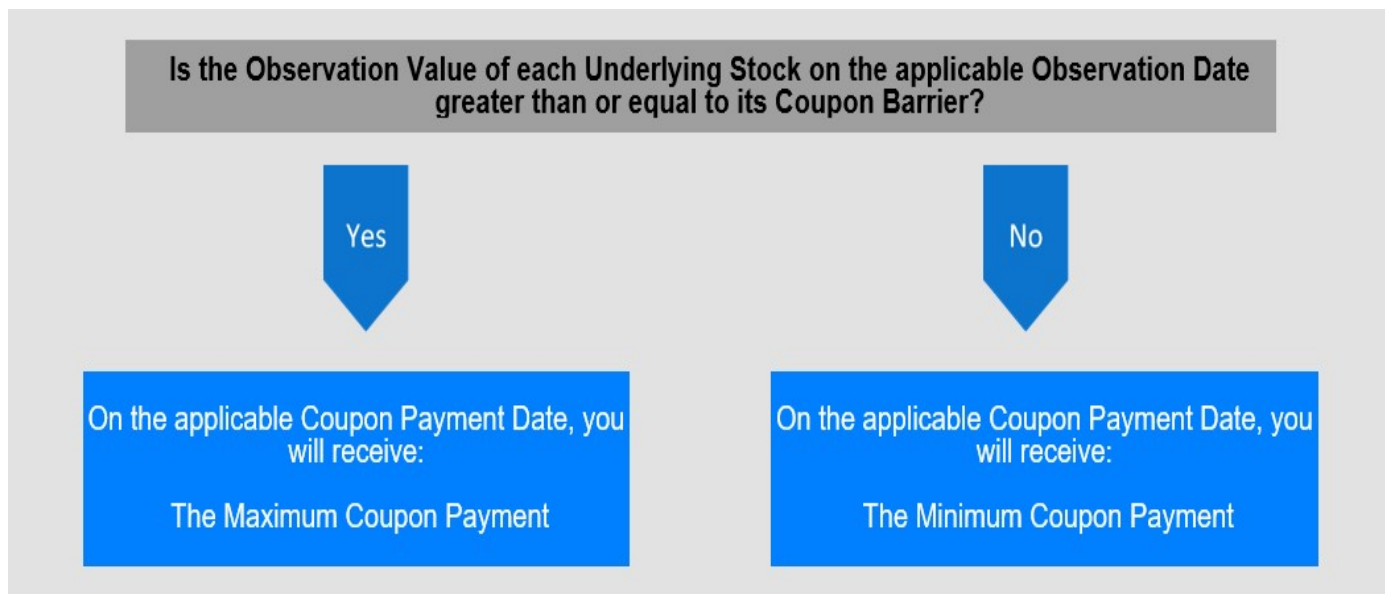 Is the Observation Value of each Underlying Stock on the applicable Observation Date
greater than or equal to its Coupon Barrier?
Yes
No
On the applicable Coupon Payment Date, you
will receive:
The Maximum Coupon Payment
On the applicable Coupon Payment Date, you
will receive:
The Minimum Coupon Payment